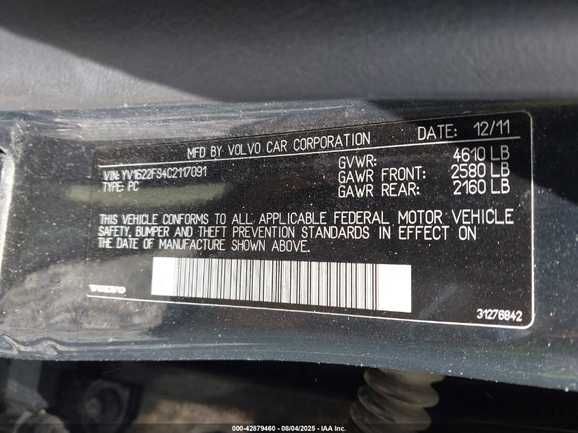 MFD BY VOLVO CAR CORPORATION DATE: 12/11
VIN: YV1622FS4C2117091 GVWR: 4610 LB
TYPE: PC GAWR FRONT: 2580 LB
GAWR REAR: 2160 LB
THIS VEHICLE CONFORMS TO ALL APPLICABLE FEDERAL MOTOR VEHICLE
SAFETY, BUMPER AND THEFT PREVENTION STANDARDS IN EFFECT ON
THE DATE OF MANUFACTURE SHOWN ABOVE.
VOLVO 31276842
000-42879460 - 08/04/2025 - IAA Inc.